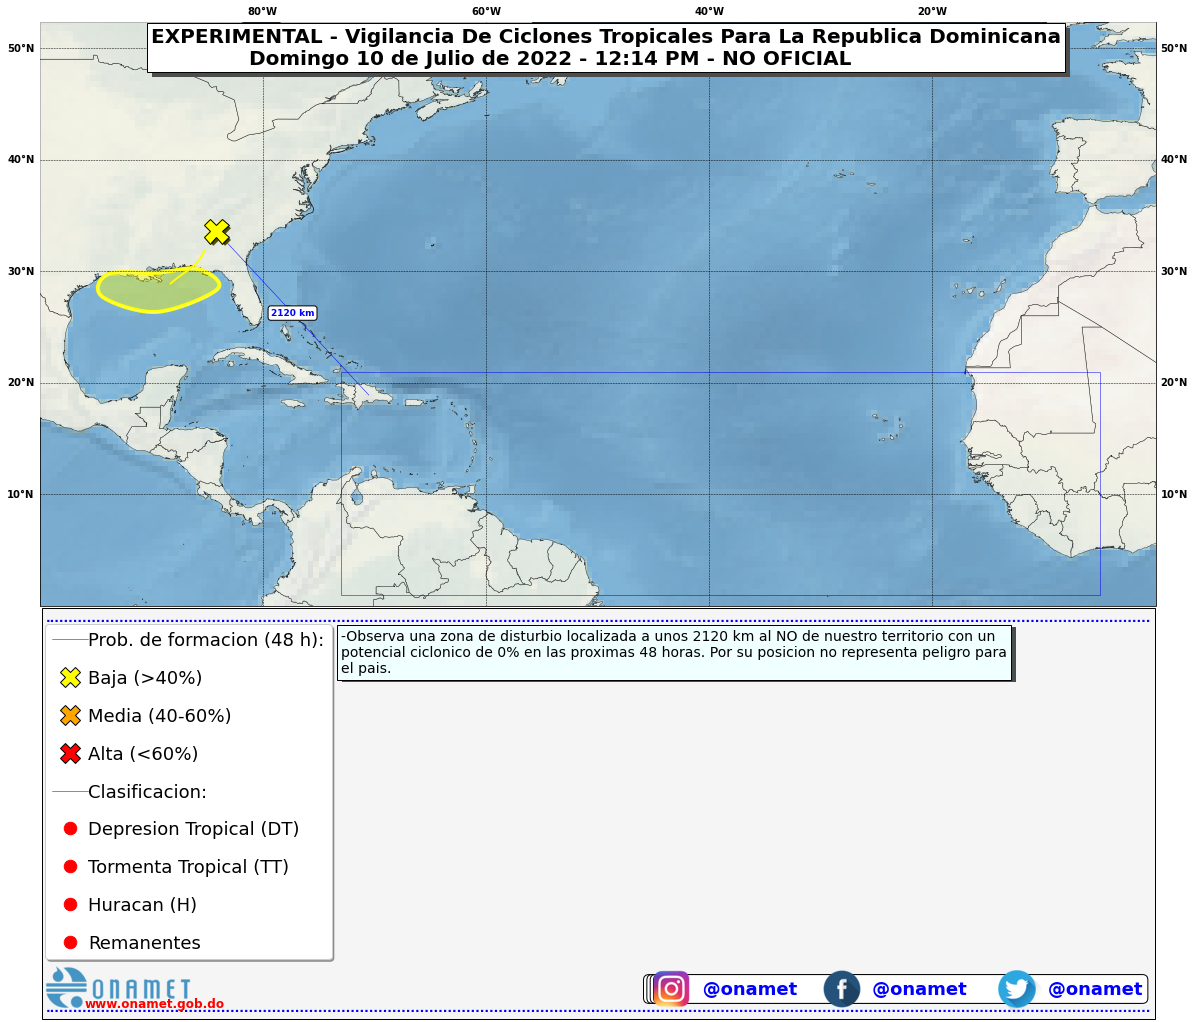 80°W 60°W 40°W 20°W
EXPERIMENTAL - Vigilancia De Ciclones Tropicales Para La Republica Dominicana
Domingo 10 de Julio de 2022 - 12:14 PM - NO OFICIAL
50°N 50°N
40°N 40°N
30°N 30°N
2120 km
20°N 20°N
10°N 10°N
Prob. de formacion (48 h):
Baja (>40%)
Media (40-60%)
Alta (<60%)
Clasificacion:
Depresion Tropical (DT)
Tormenta Tropical (TT)
Huracan (H)
Remanentes
-Observa una zona de disturbio localizada a unos 2120 km al NO de nuestro territorio con un
potencial ciclonico de 0% en las proximas 48 horas. Por su posicion no representa peligro para
el pais.
ONAMET
www.onamet.gob.do
@onamet @onamet @onamet